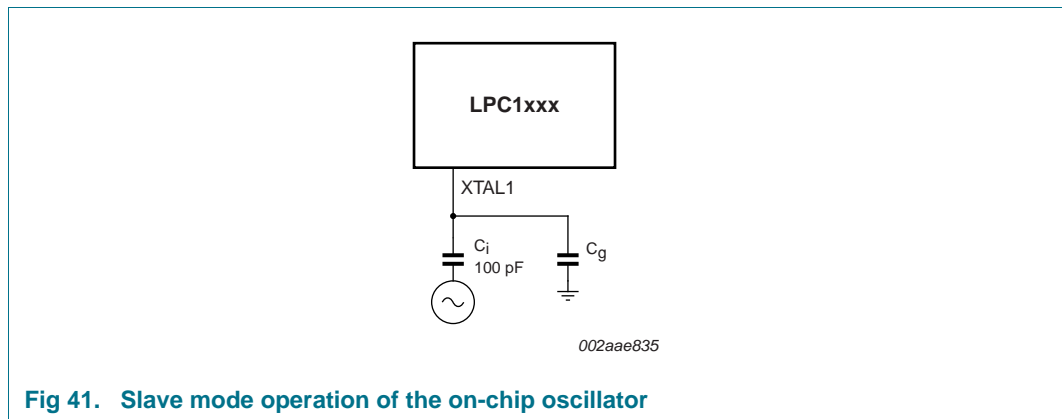 LPC1xxx
XTAL1
Ci
100 pF
Cg
002aae835
Fig 41. Slave mode operation of the on-chip oscillator